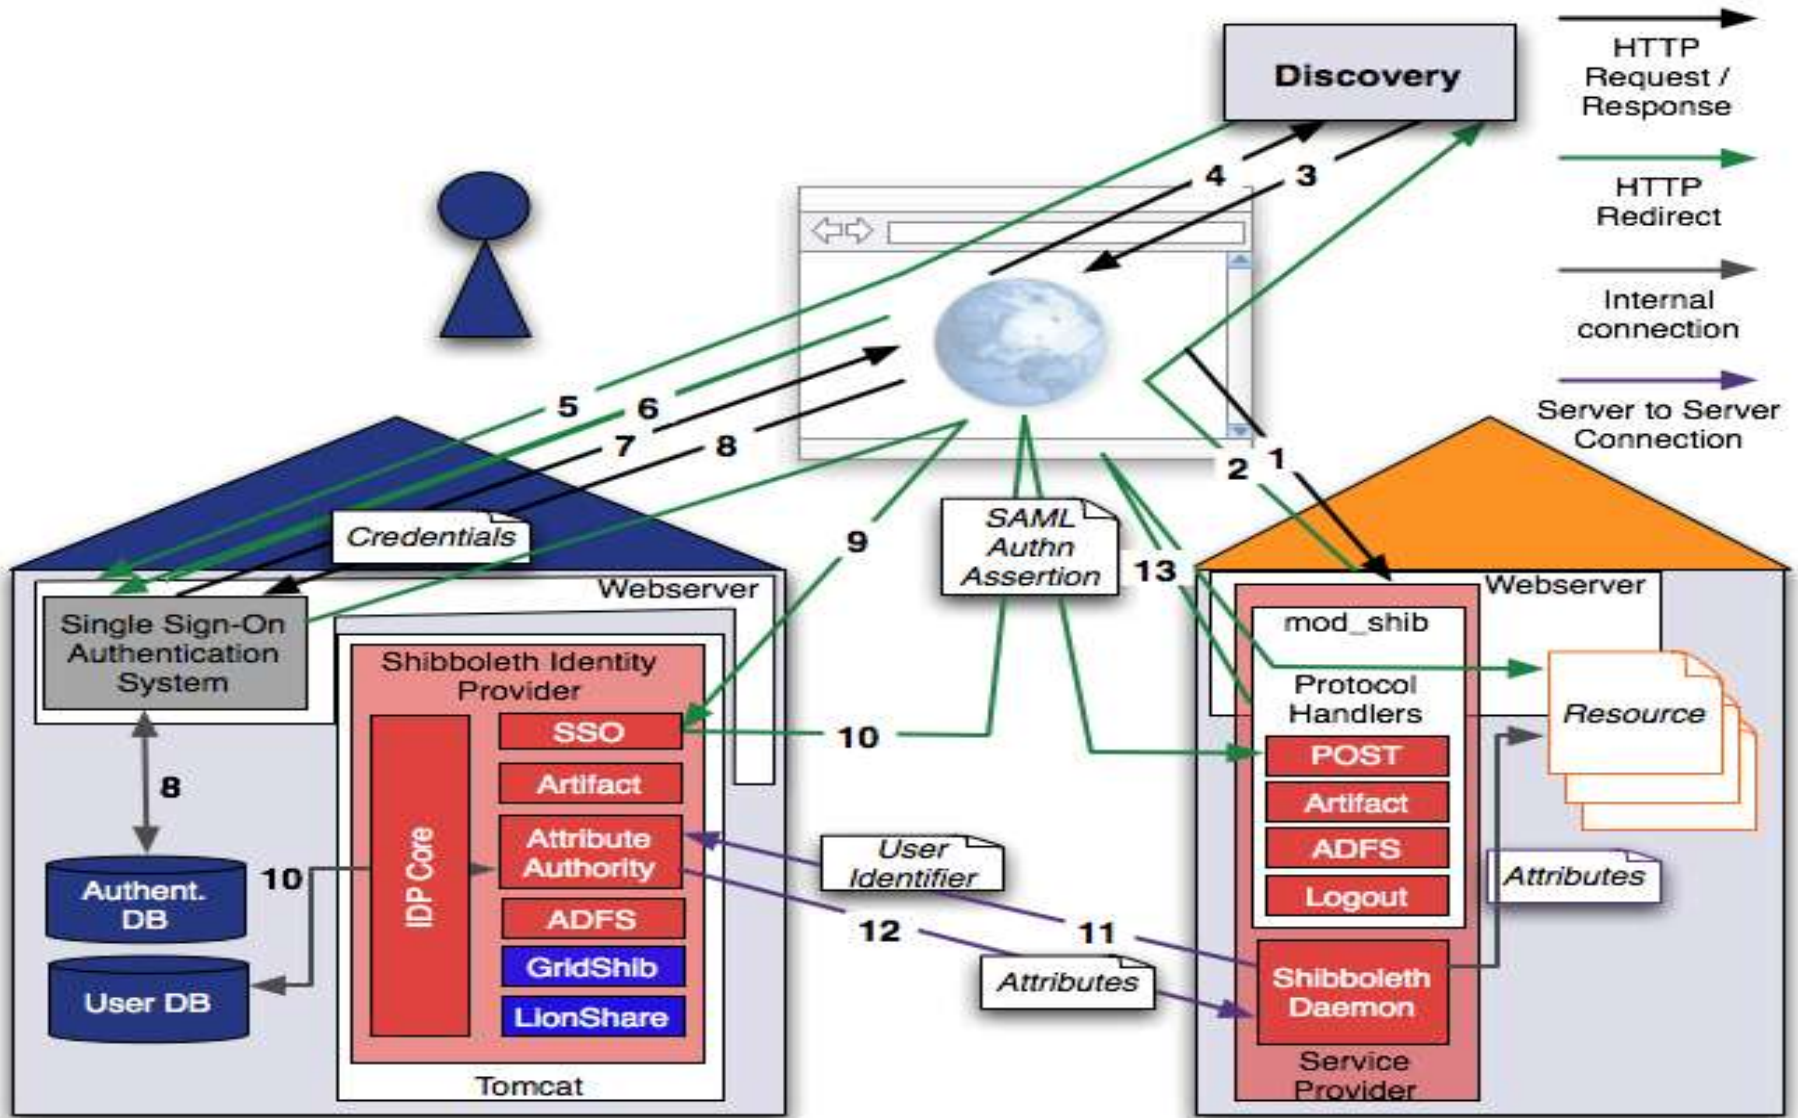 Discovery
HTTP
Request /
Response
HTTP
Redirect
Internal
connection
Server to Server
Connection
4
3
5
6
7
8
2
1
Credentials
9
SAML
Authn
Assertion
13
Webserver
Single Sign-On
Authentication
System
Shibboleth Identity
Provider
SSO
10
Artifact
Attribute
Authority
ADFS
GridShib
LionShare
IDP Core
Tomcat
8
10
Authent.
DB
User DB
User
Identifier
11
12
Attributes
Webserver
mod_shib
Protocol
Handlers
POST
Artifact
ADFS
Logout
Resource
Attributes
Shibboleth
Daemon
Service
Provider